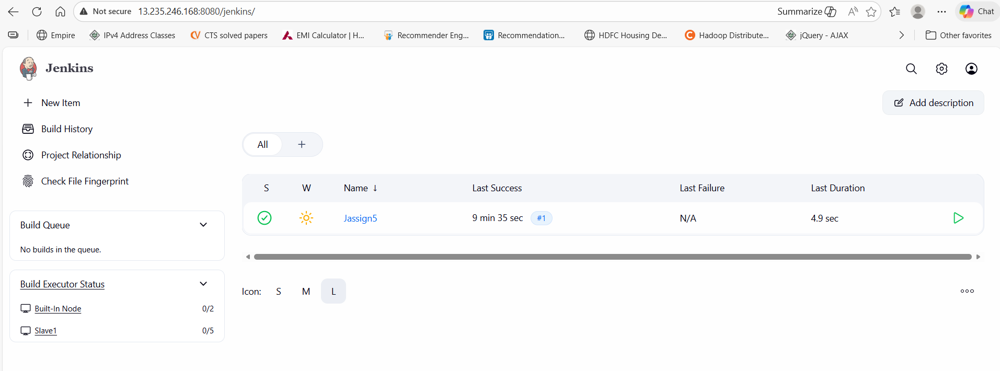 Not secure 13.235.246.168:8080/jenkins/ Summarize Chat
Empire IPv4 Address Classes CTS solved papers EMI Calculator | H... Recommender Eng... Recommendation... HDFC Housing De... Hadoop Distribute... jQuery - AJAX Other favorites
Jenkins
New Item
Add description
Build History
All +
Project Relationship
Check File Fingerprint
S W Name ↓ Last Success Last Failure Last Duration
Jassign5 9 min 35 sec #1 N/A 4.9 sec
Build Queue
No builds in the queue.
Build Executor Status
Built-In Node 0/2
Slave1 0/5
Icon: S M L